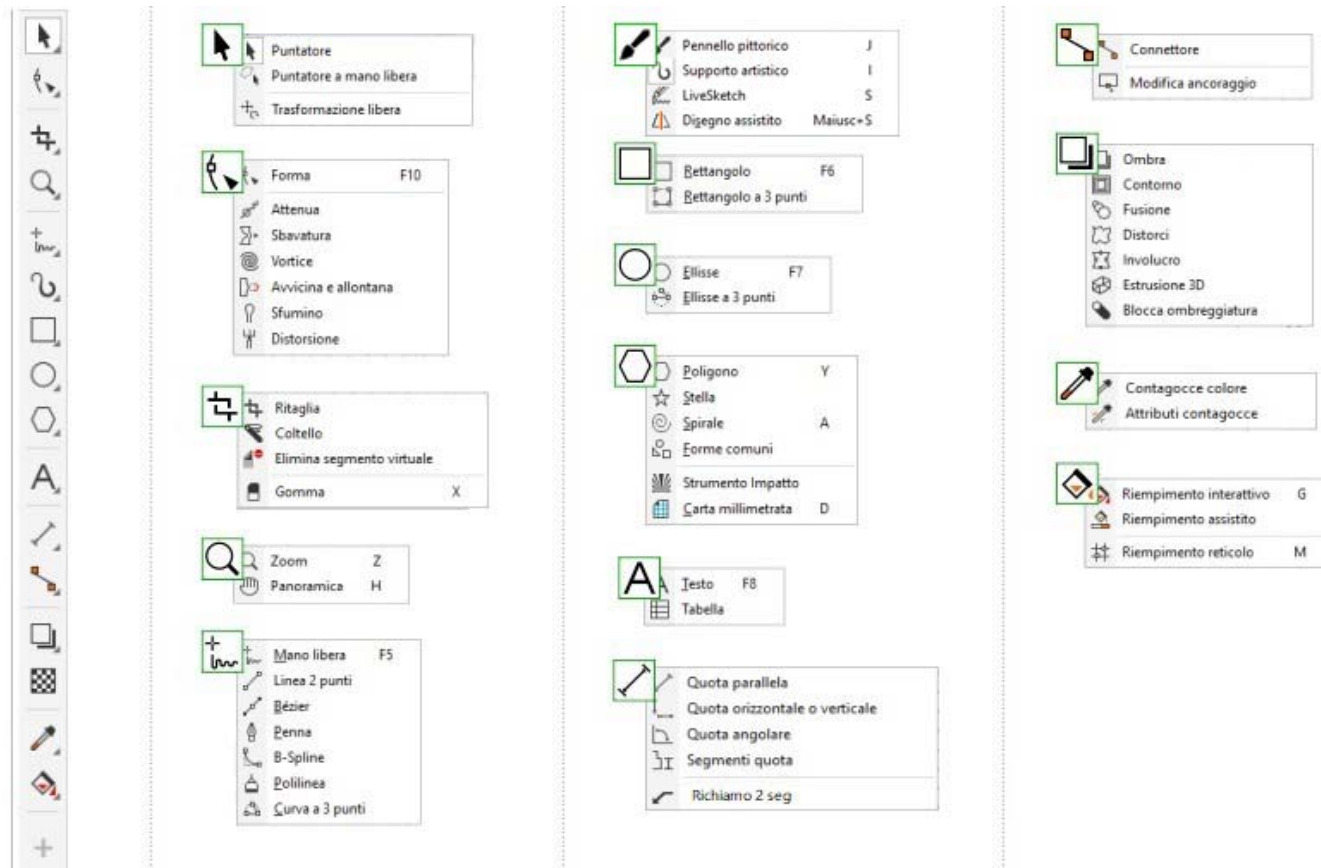 Puntatore
Puntatore a mano libera
Trasformazione libera
Forma F10
Attenua
Sbavatura
Vortice
Avvicina e allontana
Sfumino
Distorsione
Ritaglia
Coltello
Elimina segmento virtuale
Gomma X
Zoom Z
Panoramica H
Mano libera F5
Linea 2 punti
Bézier
Penna
B-Spline
Polilinea
Curva a 3 punti
Pennello pittorico J
Supporto artistico I
LiveSketch S
Disegno assistito Maiusc+S
Rettangolo F6
Rettangolo a 3 punti
Ellisse F7
Ellisse a 3 punti
Poligono Y
Stella
Spirale A
Forme comuni
Strumento Impatto
Carta millimetrata D
Testo F8
Tabella
Quota parallela
Quota orizzontale o verticale
Quota angolare
Segmenti quota
Richiamo 2 seg
Connettore
Modifica ancoraggio
Ombra
Contorno
Fusione
Distorci
Involucro
Estrusione 3D
Blocca ombreggiatura
Contagocce colore
Attributi contagocce
Riempimento interattivo G
Riempimento assistito
Riempimento reticolo M